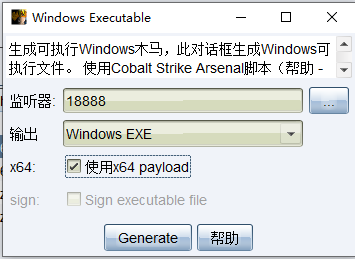 Windows Executable
生成可执行Windows木马，此对话框生成Windows可
执行文件。 使用Cobalt Strike Arsenal脚本（帮助 -
监听器: 18888 ...
输出 Windows EXE
x64: 使用x64 payload
sign: Sign executable file
Generate 帮助